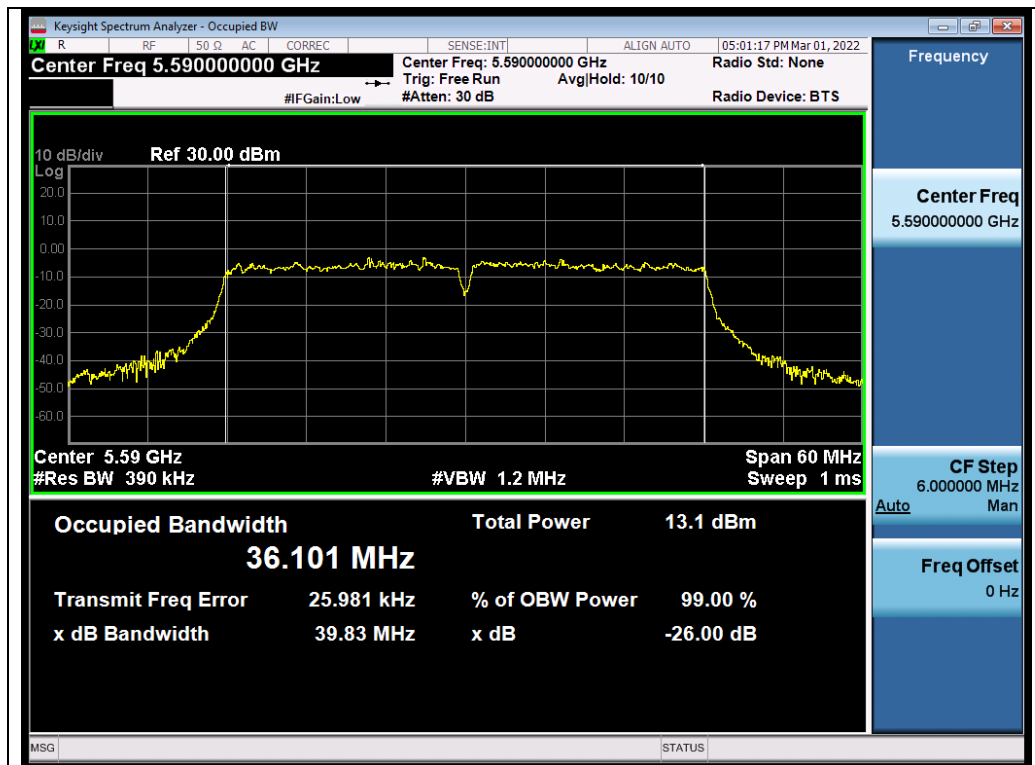 Keysight Spectrum Analyzer - Occupied BW
LXI R RF 50 Ω AC CORREC SENSE:INT ALIGN AUTO 05:01:17 PM Mar 01, 2022
Center Freq 5.590000000 GHz
Center Freq: 5.590000000 GHz Radio Std: None
Trig: Free Run Avg|Hold: 10/10
#IFGain:Low #Atten: 30 dB Radio Device: BTS
10 dB/div Ref 30.00 dBm
Log
20.0
10.0
0.00
-10.0
-20.0
-30.0
-40.0
-50.0
-60.0
Center 5.59 GHz Span 60 MHz
#Res BW 390 kHz #VBW 1.2 MHz Sweep 1 ms
Occupied Bandwidth Total Power 13.1 dBm
36.101 MHz
Transmit Freq Error 25.981 kHz % of OBW Power 99.00 %
x dB Bandwidth 39.83 MHz x dB -26.00 dB
Frequency
Center Freq
5.590000000 GHz
CF Step
6.000000 MHz
Auto Man
Freq Offset
0 Hz
MSG STATUS